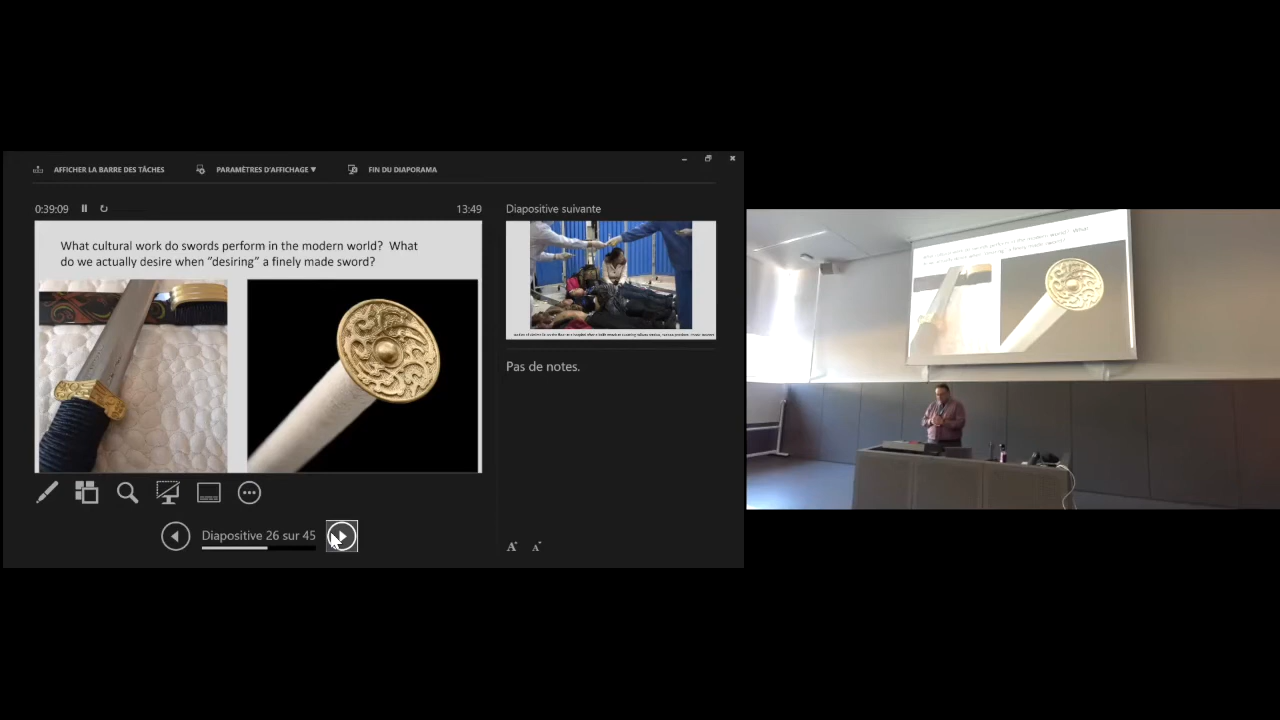 AFFICHER LA BARRE DES TÂCHES
PARAMÈTRES D'AFFICHAGE ▼
FIN DU DIAPORAMA
0:39:09
13:49
Diapositive suivante
What cultural work do swords perform in the modern world? What
do we actually desire when "desiring" a finely made sword?
Pas de notes.
Diapositive 26 sur 45
A
A